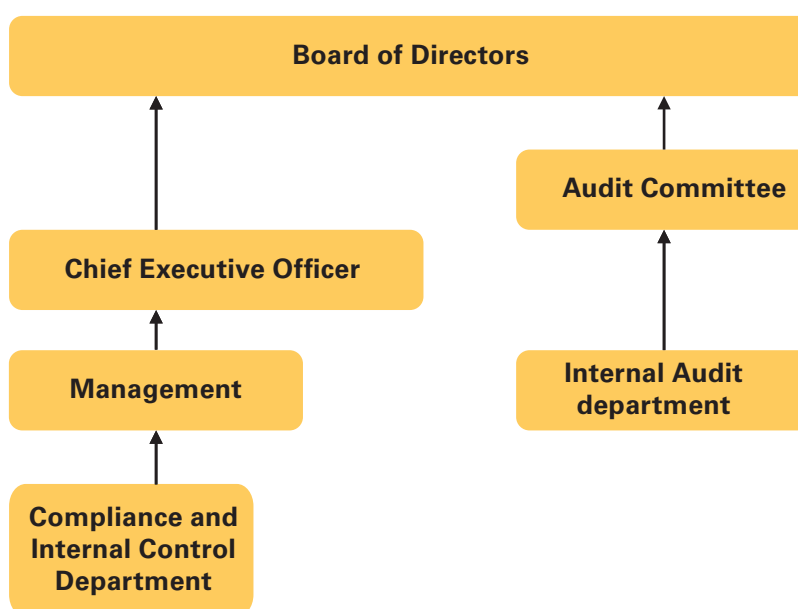 Board of Directors
Audit Committee
Chief Executive Officer
Management
Internal Audit
department
Compliance and
Internal Control
Department